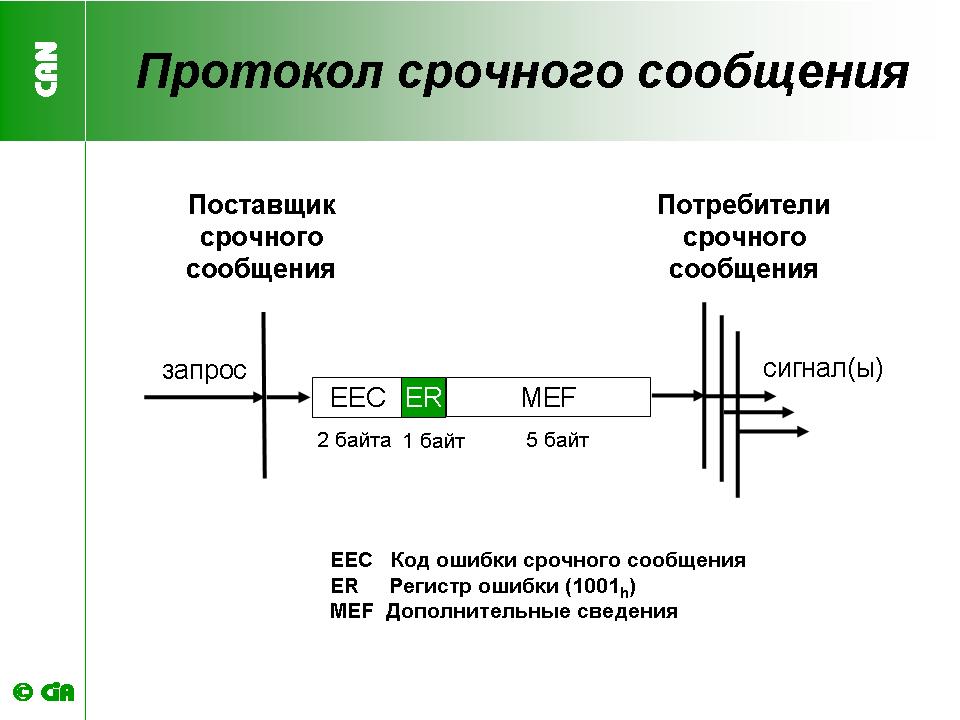 CAN
Протокол срочного сообщения
Поставщик
срочного
сообщения
Потребители
срочного
сообщения
запрос
сигнал(ы)
EEC ER MEF
2 байта 1 байт 5 байт
EEC Код ошибки срочного сообщения
ER Регистр ошибки (1001h)
MEF Дополнительные сведения
© CiA